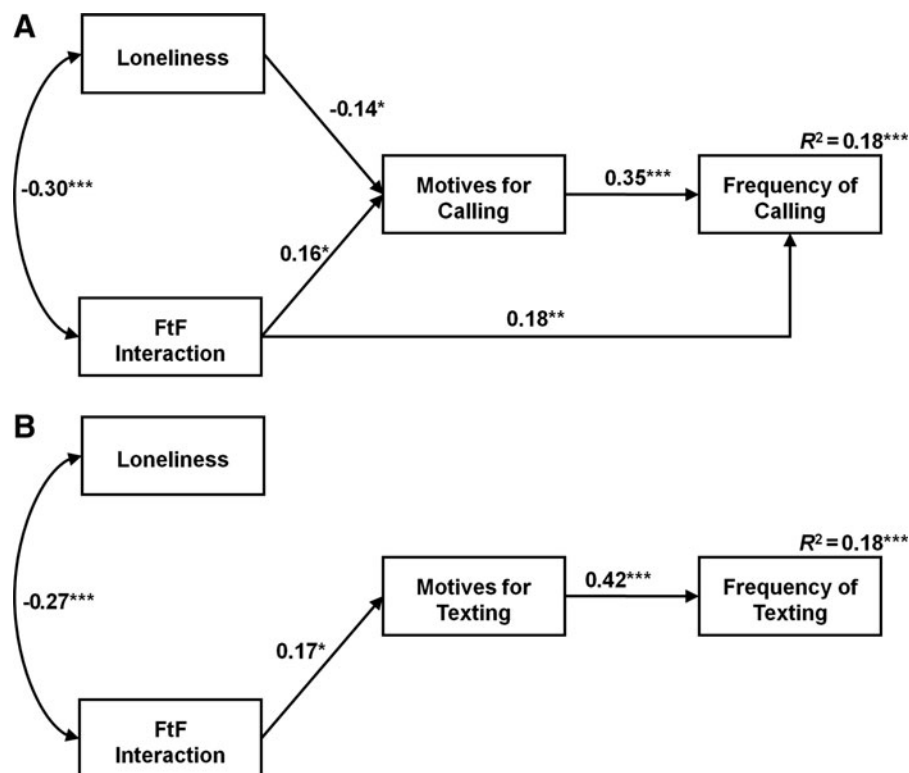 A
Loneliness
-0.14*
R² = 0.18***
-0.30***
Motives for
Calling
0.35***
Frequency of
Calling
0.16*
FtF
Interaction
0.18**
B
Loneliness
R² = 0.18***
-0.27***
Motives for
Texting
0.42***
Frequency of
Texting
0.17*
FtF
Interaction